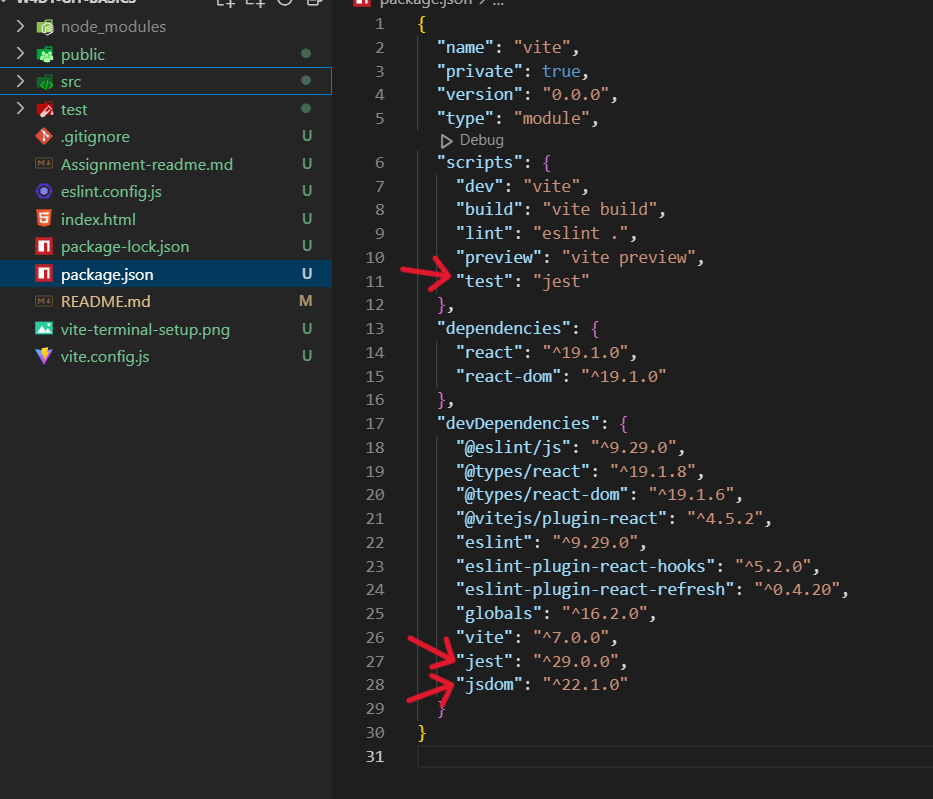 W4D1-GIT-BASICS
node_modules
public
src
test
.gitignore U
Assignment-readme.md U
eslint.config.js U
index.html U
package-lock.json U
package.json U
README.md M
vite-terminal-setup.png U
vite.config.js U
package.json > ...
1 {
2 "name": "vite",
3 "private": true,
4 "version": "0.0.0",
5 "type": "module",
Debug
6 "scripts": {
7 "dev": "vite",
8 "build": "vite build",
9 "lint": "eslint .",
10 "preview": "vite preview",
11 "test": "jest"
12 },
13 "dependencies": {
14 "react": "^19.1.0",
15 "react-dom": "^19.1.0"
16 },
17 "devDependencies": {
18 "@eslint/js": "^9.29.0",
19 "@types/react": "^19.1.8",
20 "@types/react-dom": "^19.1.6",
21 "@vitejs/plugin-react": "^4.5.2",
22 "eslint": "^9.29.0",
23 "eslint-plugin-react-hooks": "^5.2.0",
24 "eslint-plugin-react-refresh": "^0.4.20",
25 "globals": "^16.2.0",
26 "vite": "^7.0.0",
27 "jest": "^29.0.0",
28 "jsdom": "^22.1.0"
29 }
30 }
31